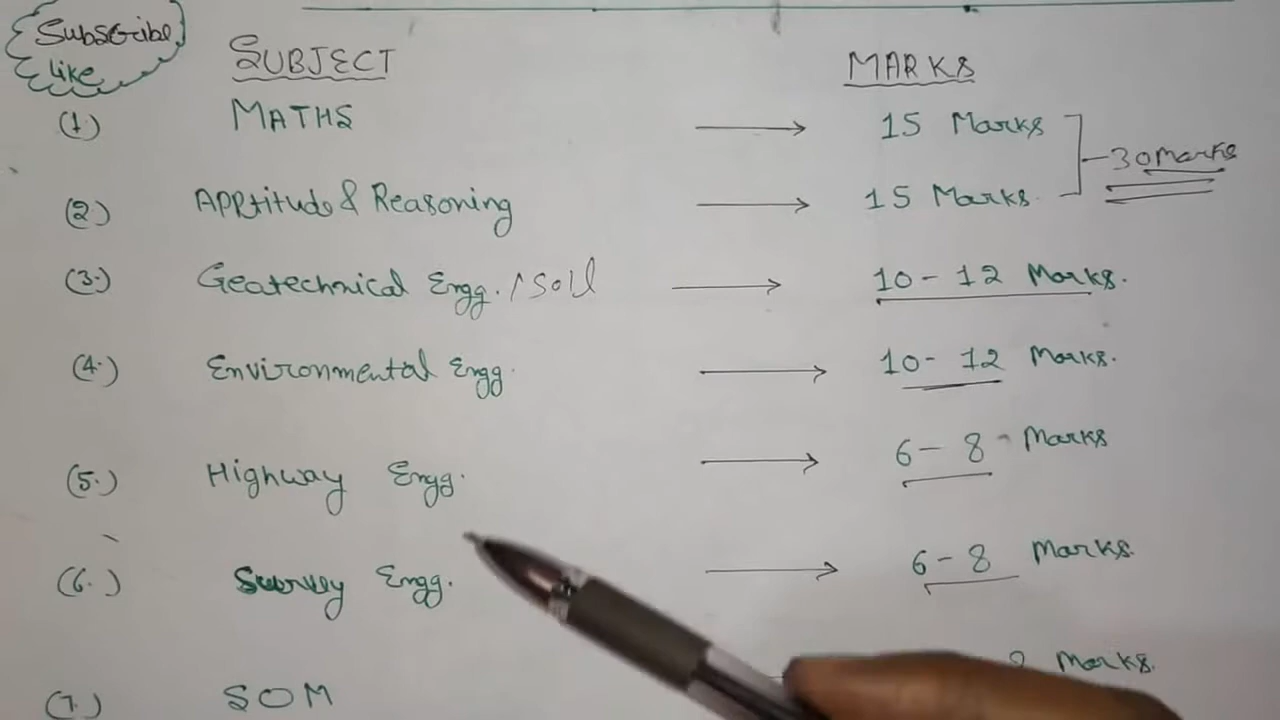 Subscribe
like
SUBJECT MARKS
(1.) MATHS → 15 Marks
30 marks
(2.) APPtitude & Reasoning → 15 Marks.
(3.) Geotechnical Engg. / Soil → 10 - 12 Marks.
(4.) Environmental Engg. → 10 - 12 Marks.
(5.) Highway Engg. → 6 - 8 - Marks
(6.) Survey Engg. → 6 - 8 Marks.
(7.) SOM Marks.